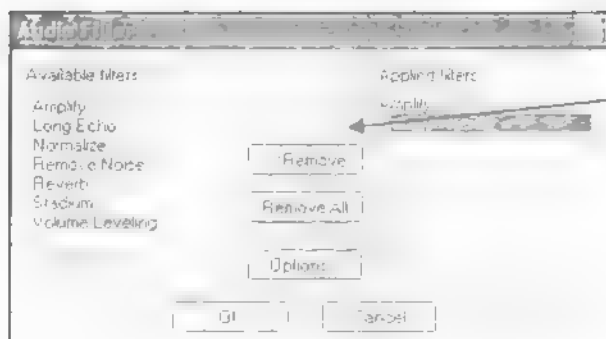 Audio Filters
Available filters
Applied filters
Amplify
Long Echo
Normalize
Remove Noise
Reverb
Stadium
Volume Leveling
Amplify
Remove
Remove All
Options...
OK
Cancel